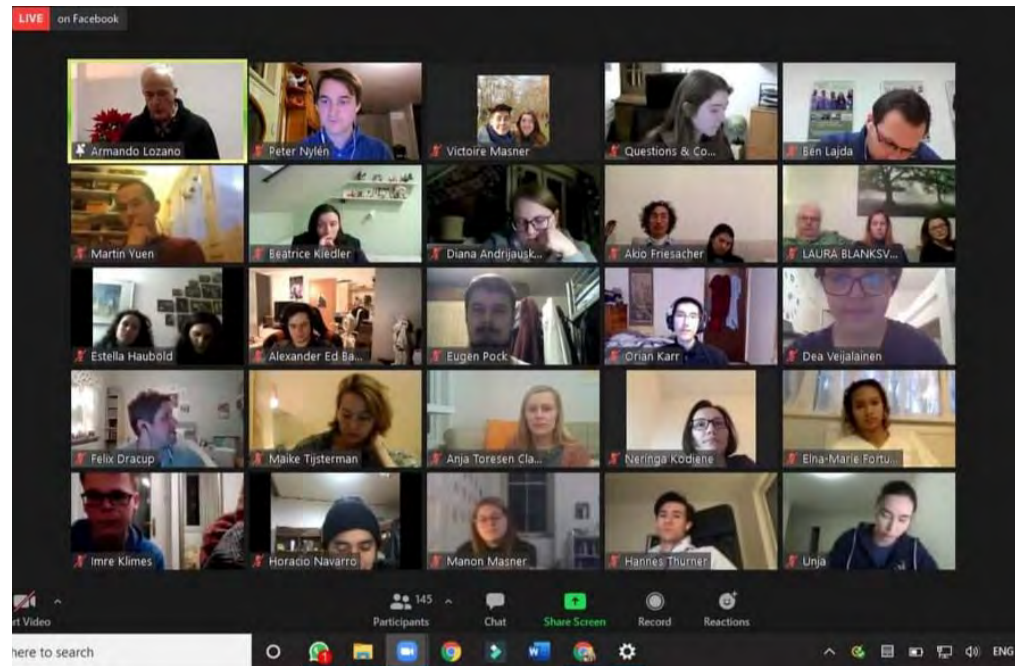 LIVE on Facebook
Armando Lozano
Peter Nylén
Victoire Masner
Questions & Co...
Ben Lajda
Martin Yuen
Beatrice Kiedler
Diana Andrijausk...
Akio Friesacher
LAURA BLANKSV...
Estella Haubold
Alexander Ed Ba...
Eugen Pock
Orian Karr
Dea Veijalainen
Felix Dracup
Maike Tijsterman
Anja Toresen Cla...
Neringa Kodiene
Elna-Marie Fortu...
Imre Klimes
Horacio Navarro
Manon Masner
Hannes Thurner
Unja
145
rt Video
Participants
Chat
Share Screen
Record
Reactions
here to search
ENG